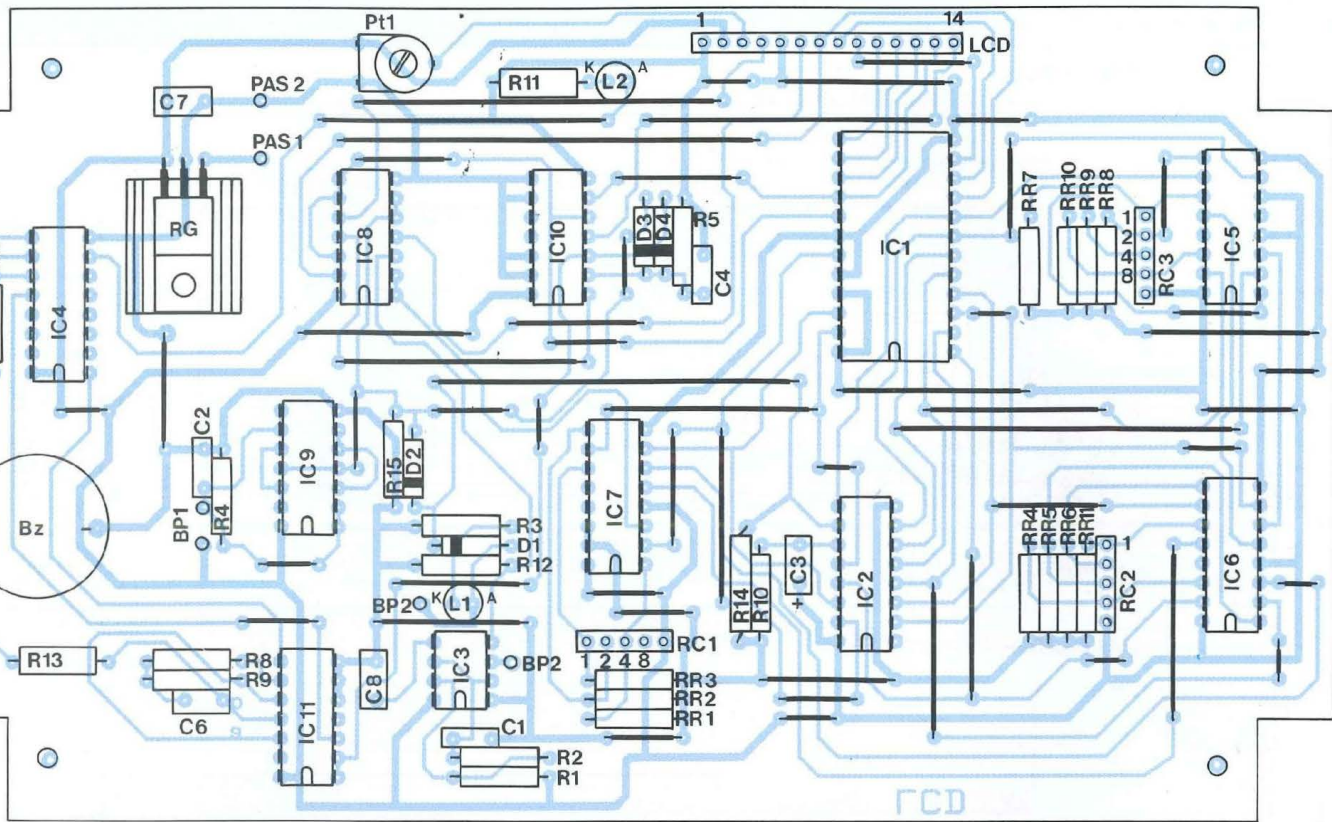 Pt1
1 14
LCD
K A
R11 L2
PAS 2
C7
PAS 1
RR7
RR10
RR9
RR8
1
2
4
8
RC3
RG
IC8
IC10
D3
D4
R5
C4
IC1
IC5
IC4
C2
IC9
R15
D2
IC7
Bz
BP1
R4
R3
D1
R12
K A
BP2 L1
R14
R10
C3
+
IC2
RR4
RR5
RR6
RR11
1
RC2
IC6
R13
R8
R9
C6
IC11
C8
IC3
BP2
RC1
1 2 4 8
RR3
RR2
RR1
C1
R2
R1
LCD